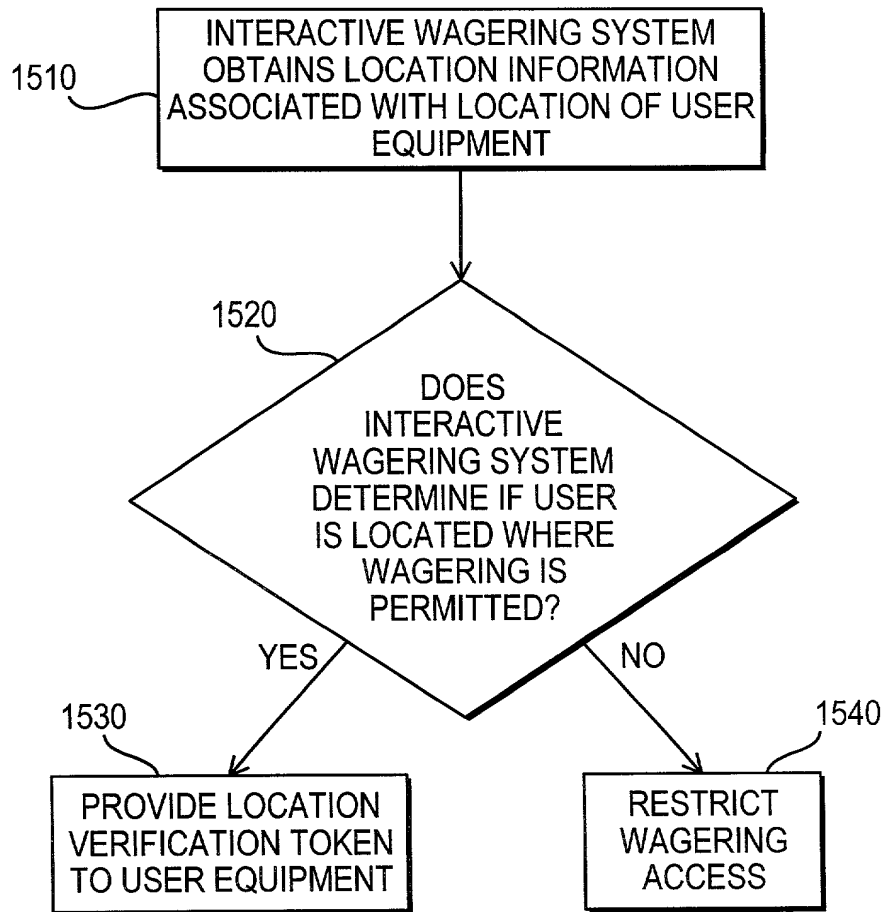 INTERACTIVE WAGERING SYSTEM
OBTAINS LOCATION INFORMATION
ASSOCIATED WITH LOCATION OF USER
EQUIPMENT
1510
1520
DOES
INTERACTIVE
WAGERING SYSTEM
DETERMINE IF USER
IS LOCATED WHERE
WAGERING IS
PERMITTED?
YES
NO
1530
PROVIDE LOCATION
VERIFICATION TOKEN
TO USER EQUIPMENT
1540
RESTRICT
WAGERING
ACCESS